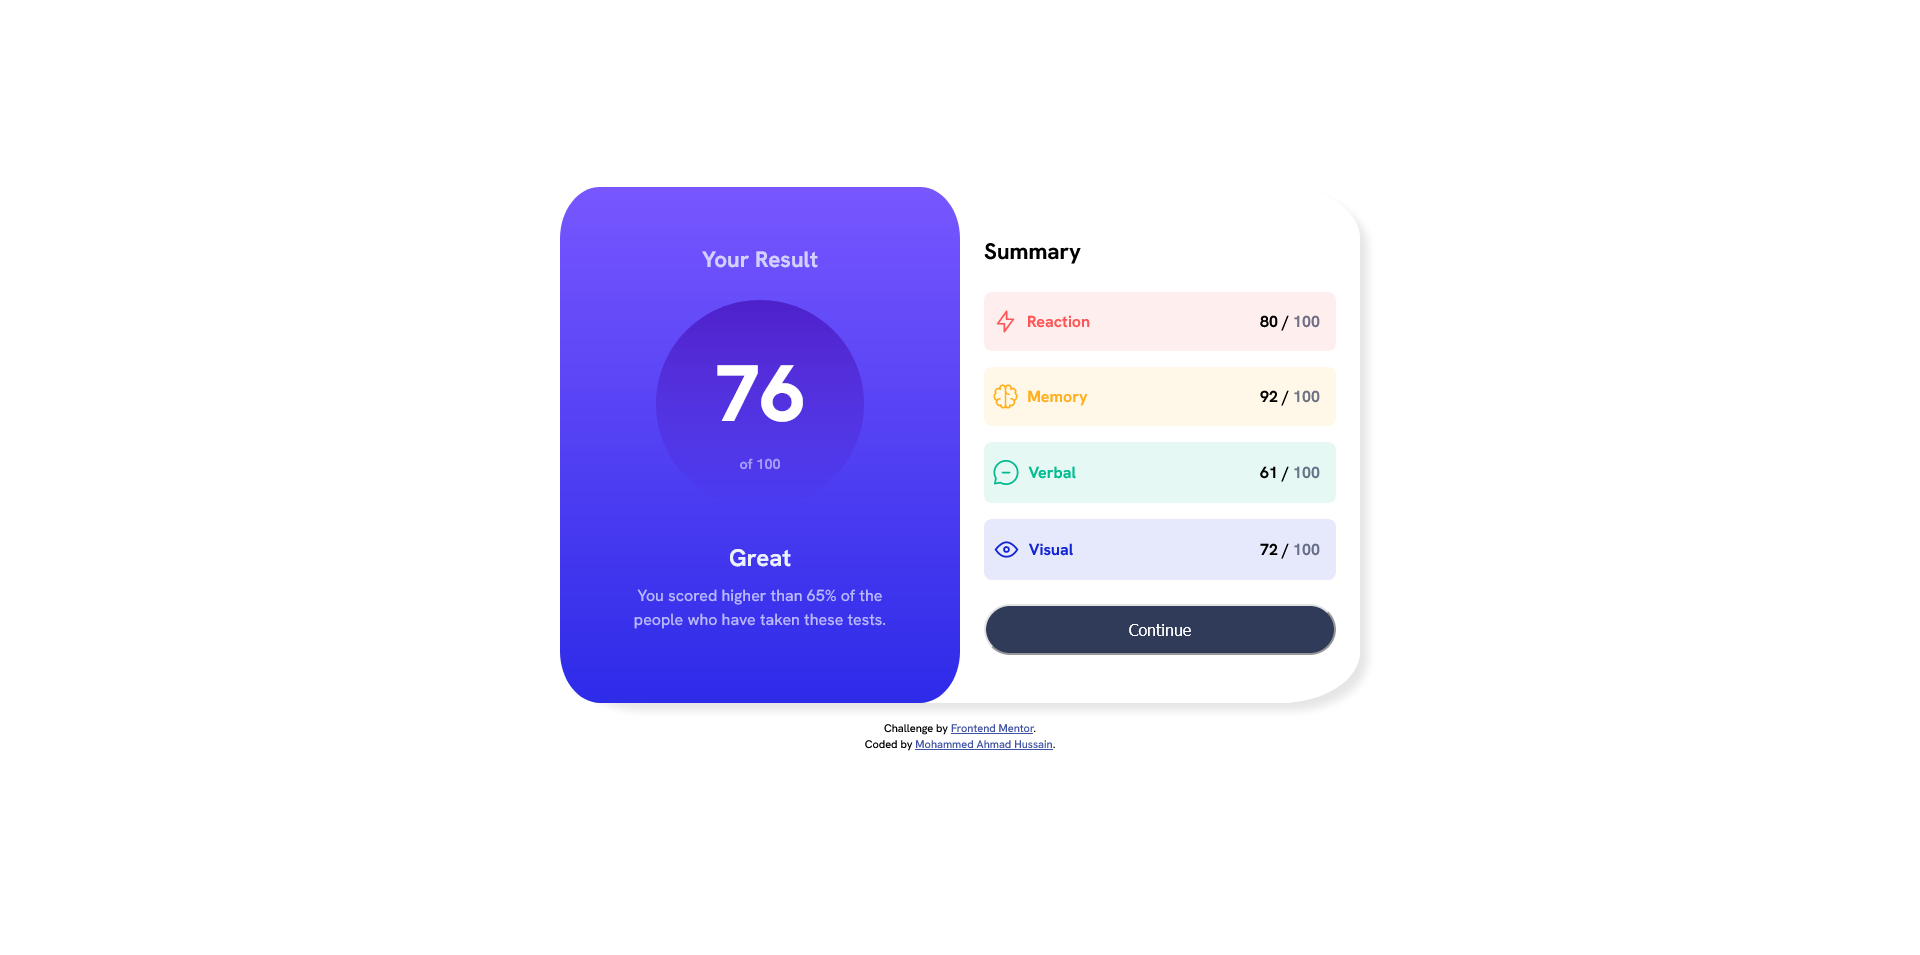 Your Result
76
of 100
Great
You scored higher than 65% of the
people who have taken these tests.
Summary
Reaction 80 / 100
Memory 92 / 100
Verbal 61 / 100
Visual 72 / 100
Continue
Challenge by Frontend Mentor.
Coded by Mohammed Ahmad Hussain.